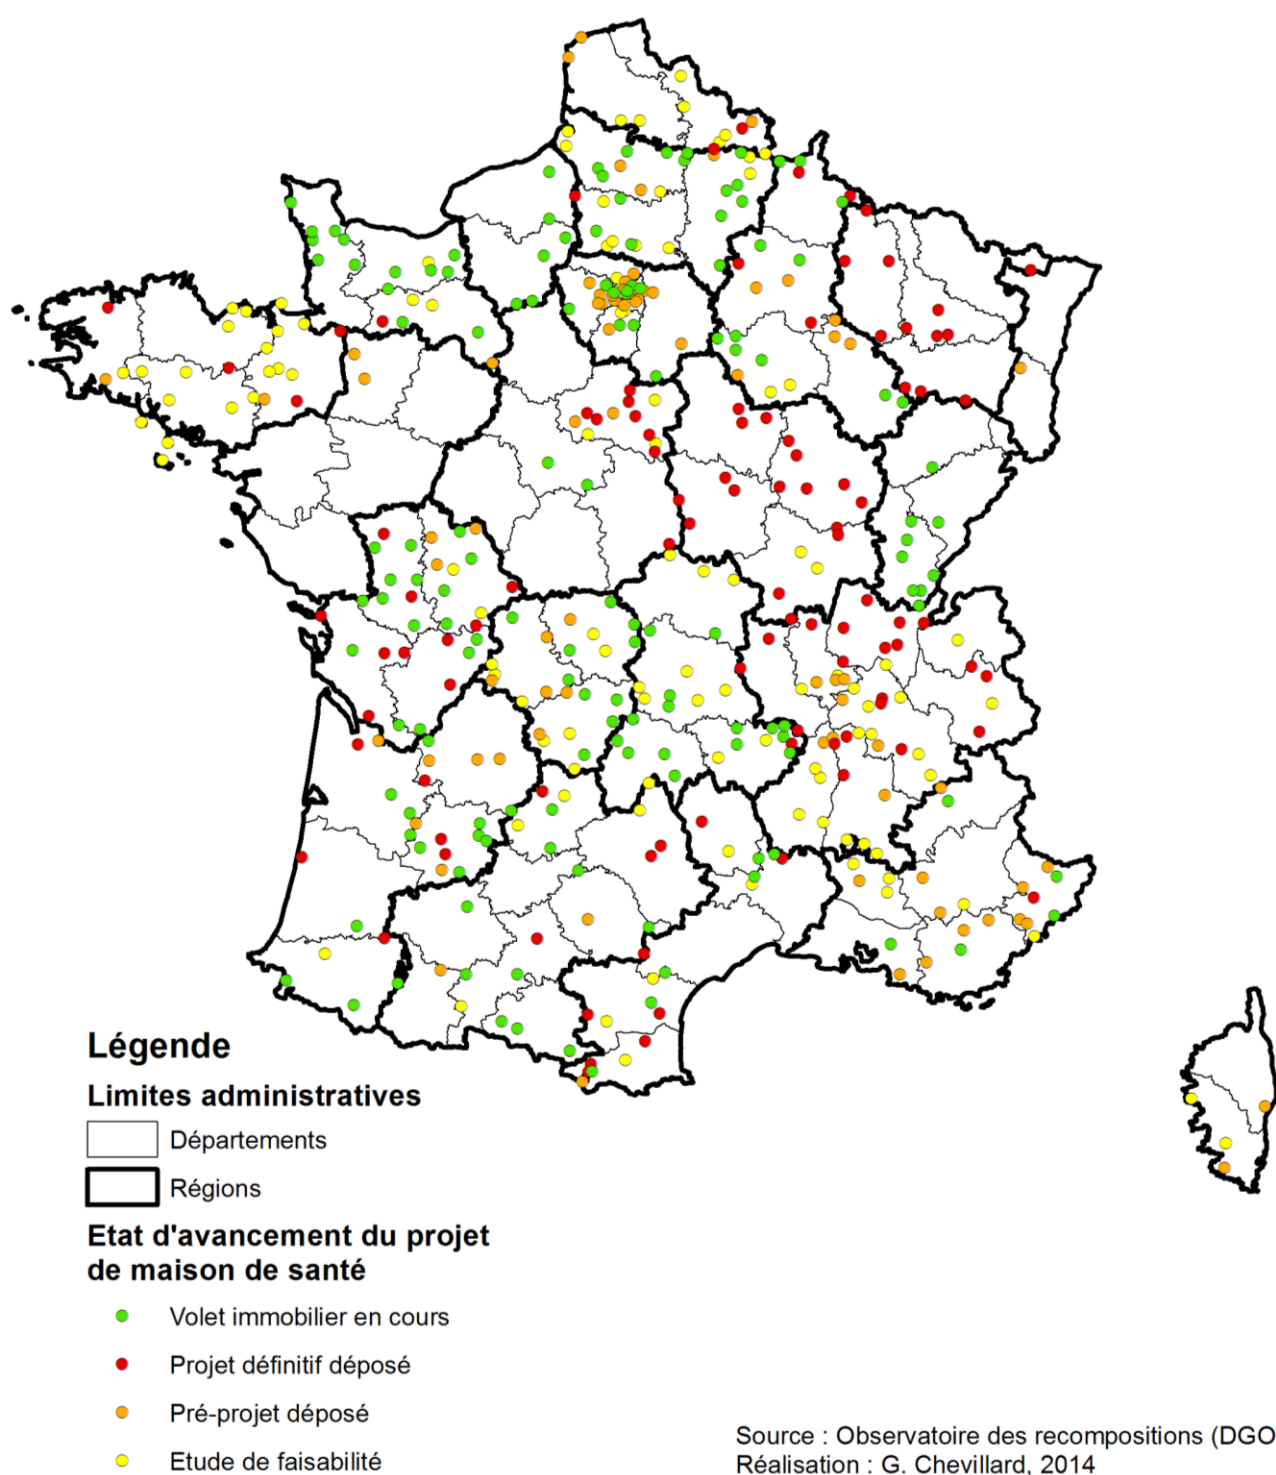 Légende
Limites administratives
Départements
Régions
Etat d'avancement du projet
de maison de santé
Volet immobilier en cours
Projet définitif déposé
Pré-projet déposé
Etude de faisabilité
Source : Observatoire des recompositions (DGO
Réalisation : G. Chevillard, 2014